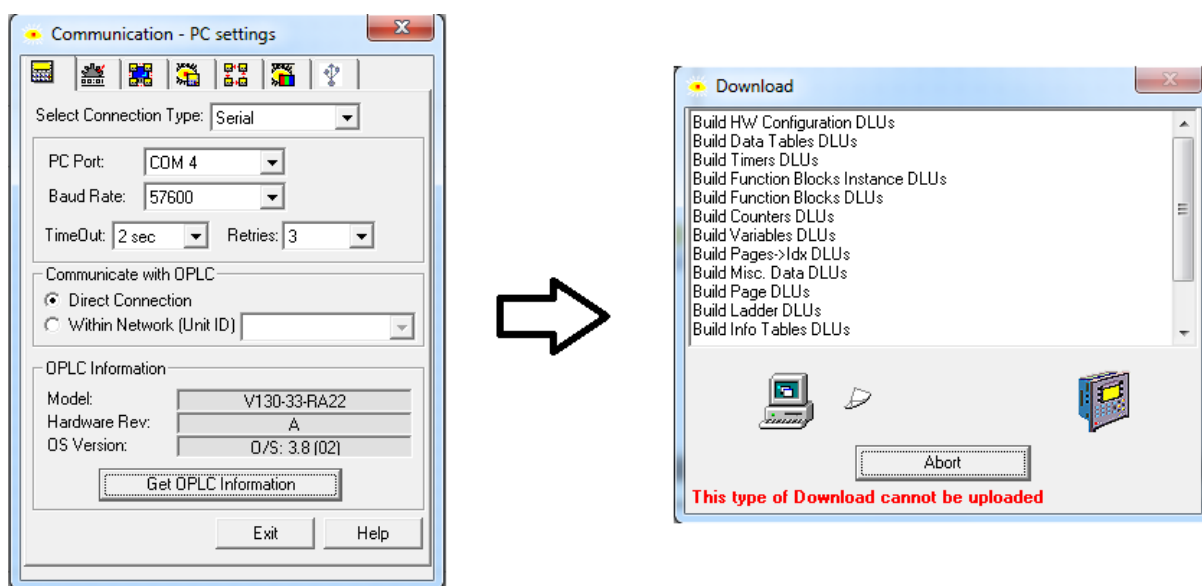 Communication - PC settings
Select Connection Type: Serial
PC Port: COM 4
Baud Rate: 57600
TimeOut: 2 sec Retries: 3
Communicate with OPLC
Direct Connection
Within Network (Unit ID)
OPLC Information
Model: V130-33-RA22
Hardware Rev: A
OS Version: O/S: 3.8 (02)
Get OPLC Information
Exit Help
Download
Build HW Configuration DLUs
Build Data Tables DLUs
Build Timers DLUs
Build Function Blocks Instance DLUs
Build Function Blocks DLUs
Build Counters DLUs
Build Variables DLUs
Build Pages->Idx DLUs
Build Misc. Data DLUs
Build Page DLUs
Build Ladder DLUs
Build Info Tables DLUs
Abort
This type of Download cannot be uploaded